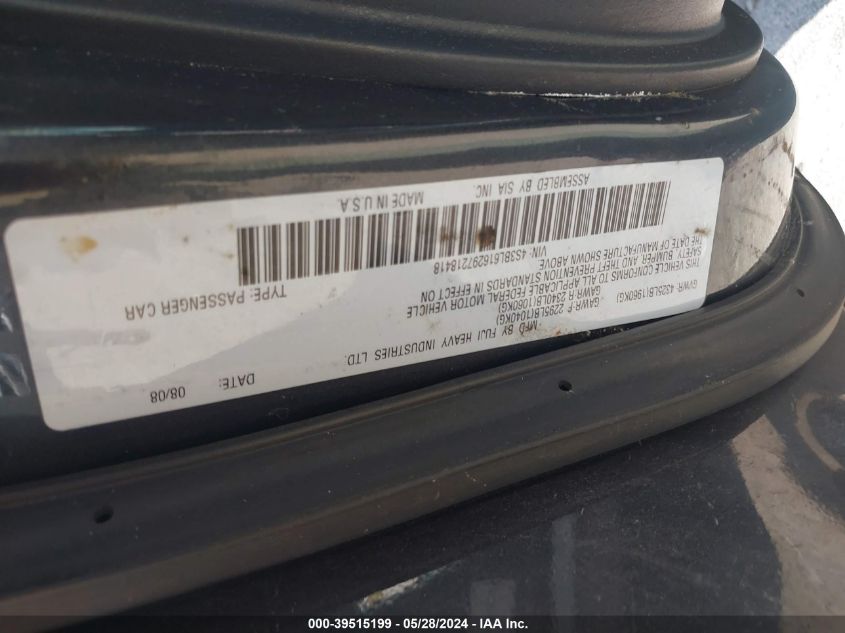 MFD BY FUJI HEAVY INDUSTRIES LTD. DATE: 08/08
GVWR: 4325LB(1960KG) GAWR-F 2295LB(1040KG)
GAWR-R 2340LB(1060KG)
THIS VEHICLE CONFORMS TO ALL APPLICABLE FEDERAL MOTOR VEHICLE
SAFETY BUMPER, AND THEFT PREVENTION STANDARDS IN EFFECT ON
THE DATE OF MANUFACTURE SHOWN ABOVE
VIN: 4S3BL616297218418 TYPE: PASSENGER CAR
ASSEMBLED BY SIA INC. MADE IN U.S.A.
000-39515199 - 05/28/2024 - IAA Inc.